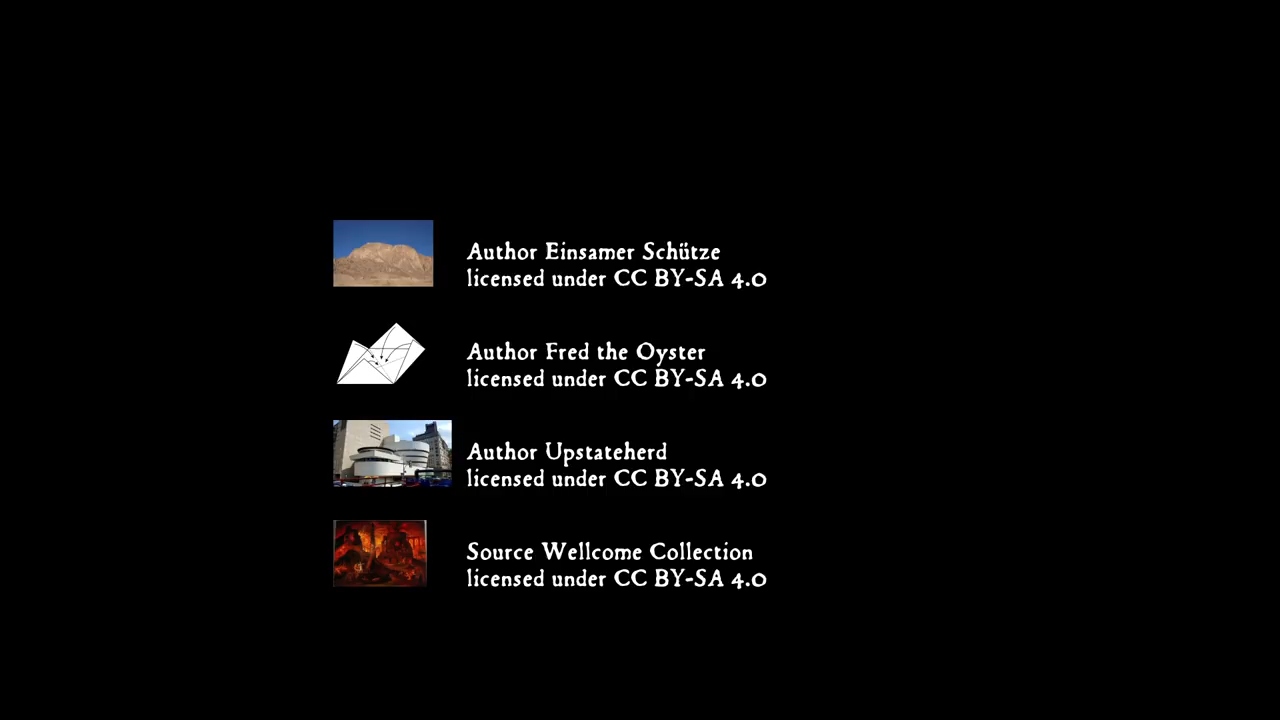 Author Einsamer Schütze
licensed under CC BY-SA 4.0
Author Fred the Oyster
licensed under CC BY-SA 4.0
Author Upstateherd
licensed under CC BY-SA 4.0
Source Wellcome Collection
licensed under CC BY-SA 4.0